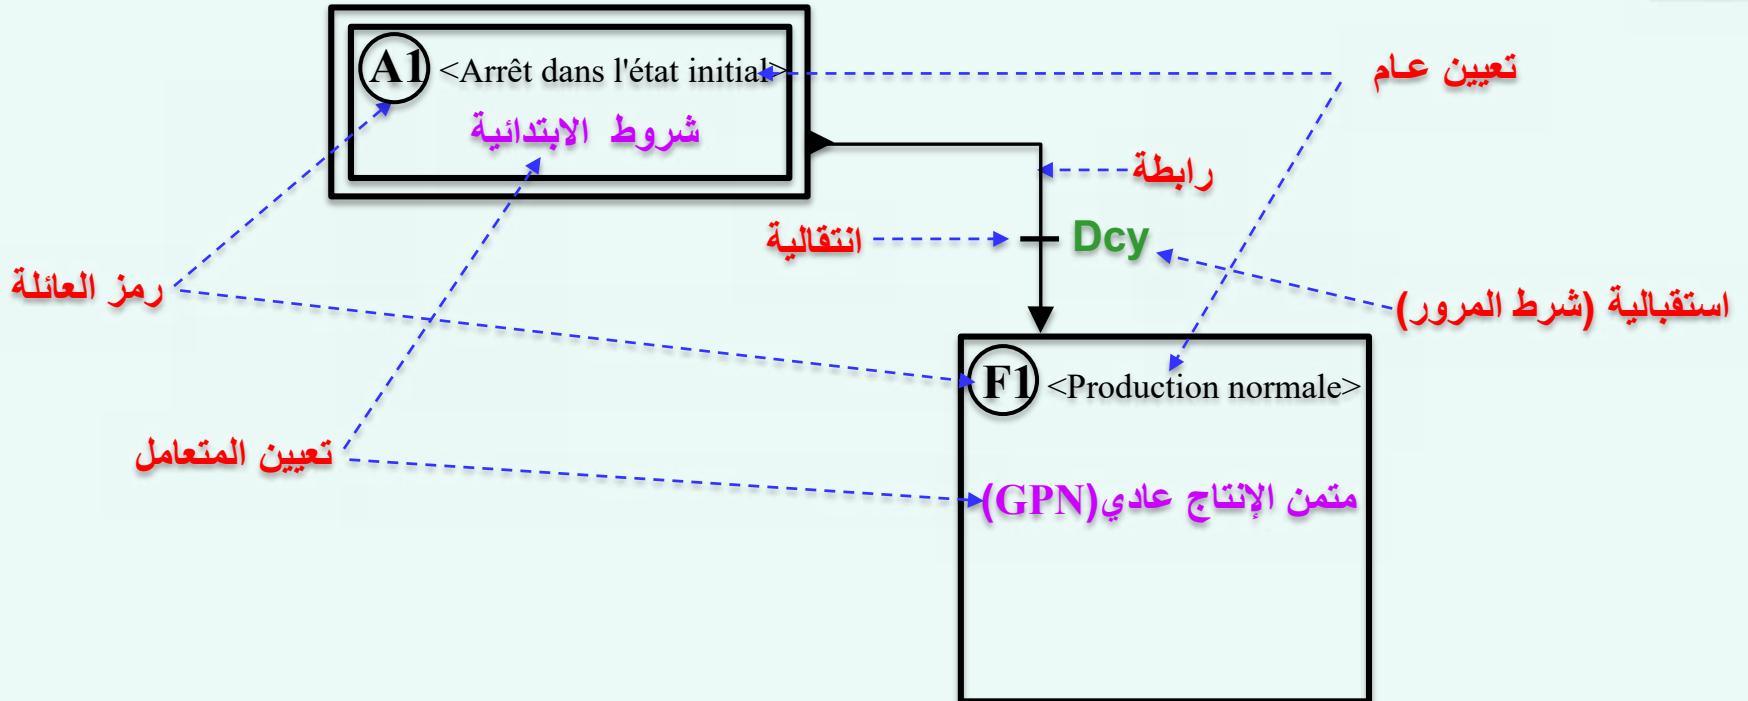 A1 <Arrêt dans l'état initial>
تعيين عـام
شروط الابتدائية
رابطة
انتقالية
Dcy
رمز العائلة
استقبالية (شرط المرور)
F1 <Production normale>
تعيين المتعامل
متمن الإنتاج عادي(GPN)